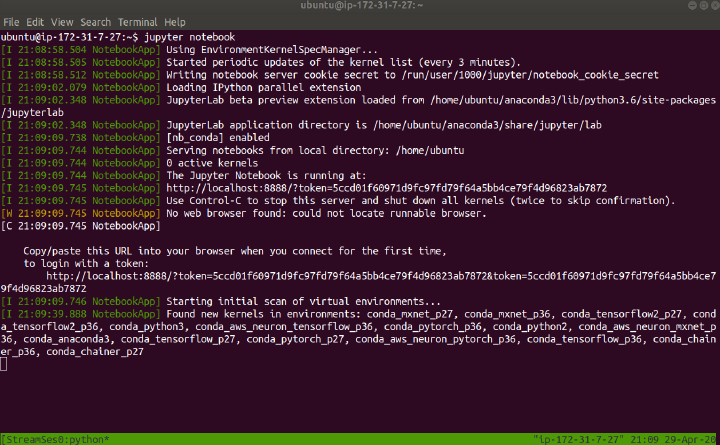 ubuntu@ip-172-31-7-27: ~
File Edit View Search Terminal Help
ubuntu@ip-172-31-7-27:~$ jupyter notebook
[I 21:08:58.504 NotebookApp] Using EnvironmentKernelSpecManager...
[I 21:08:58.505 NotebookApp] Started periodic updates of the kernel list (every 3 minutes).
[I 21:08:58.512 NotebookApp] Writing notebook server cookie secret to /run/user/1000/jupyter/notebook_cookie_secret
[I 21:09:02.079 NotebookApp] Loading IPython parallel extension
[I 21:09:02.348 NotebookApp] JupyterLab beta preview extension loaded from /home/ubuntu/anaconda3/lib/python3.6/site-packages
/jupyterlab
[I 21:09:02.348 NotebookApp] JupyterLab application directory is /home/ubuntu/anaconda3/share/jupyter/lab
[I 21:09:09.738 NotebookApp] [nb_conda] enabled
[I 21:09:09.744 NotebookApp] Serving notebooks from local directory: /home/ubuntu
[I 21:09:09.744 NotebookApp] 0 active kernels
[I 21:09:09.744 NotebookApp] The Jupyter Notebook is running at:
[I 21:09:09.745 NotebookApp] http://localhost:8888/?token=5ccd01f60971d9fc97fd79f64a5bb4ce79f4d96823ab7872
[I 21:09:09.745 NotebookApp] Use Control-C to stop this server and shut down all kernels (twice to skip confirmation).
[W 21:09:09.745 NotebookApp] No web browser found: could not locate runnable browser.
[C 21:09:09.745 NotebookApp]
Copy/paste this URL into your browser when you connect for the first time,
to login with a token:
http://localhost:8888/?token=5ccd01f60971d9fc97fd79f64a5bb4ce79f4d96823ab7872&token=5ccd01f60971d9fc97fd79f64a5bb4ce7
9f4d96823ab7872
[I 21:09:09.746 NotebookApp] Starting initial scan of virtual environments...
[I 21:09:39.888 NotebookApp] Found new kernels in environments: conda_mxnet_p27, conda_mxnet_p36, conda_tensorflow2_p27, cond
a_tensorflow2_p36, conda_python3, conda_aws_neuron_tensorflow_p36, conda_pytorch_p36, conda_python2, conda_aws_neuron_mxnet_p
36, conda_anaconda3, conda_tensorflow_p27, conda_pytorch_p27, conda_aws_neuron_pytorch_p36, conda_tensorflow_p36, conda_chain
er_p36, conda_chainer_p27
[StreamSes0:python* "ip-172-31-7-27" 21:09 29-Apr-20